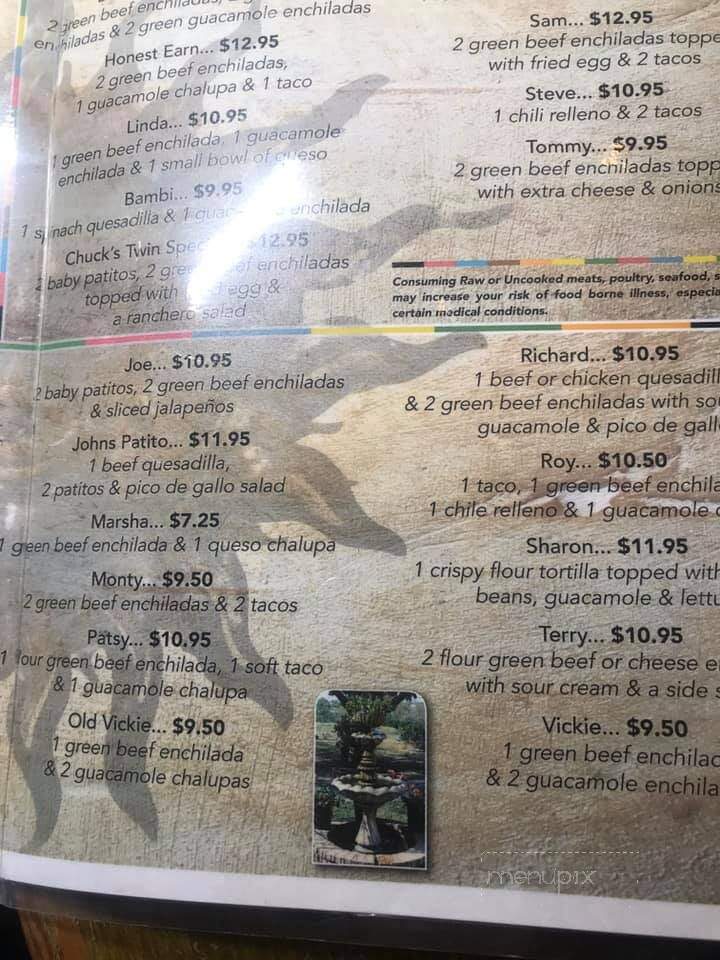 2 green beef
enchiladas & 2 green guacamole enchiladas
Honest Earn... $12.95
2 green beef enchiladas,
1 guacamole chalupa & 1 taco
Linda... $10.95
1 green beef enchilada, 1 guacamole
enchilada & 1 small bowl of queso
Bambi... $9.95
1 spinach quesadilla & 1 enchilada
Chuck's Twin 12.95
2 baby patitos, 2 enchiladas
topped with egg &
a ranchero salad
Joe... $10.95
2 baby patitos, 2 green beef enchiladas
& sliced jalapeños
Johns Patito... $11.95
1 beef quesadilla,
2 patitos & pico de gallo salad
Marsha... $7.25
1 green beef enchilada & 1 queso chalupa
Monty... $9.50
2 green beef enchiladas & 2 tacos
Patsy... $10.95
1 flour green beef enchilada, 1 soft taco
& 1 guacamole chalupa
Old Vickie... $9.50
1 green beef enchilada
& 2 guacamole chalupas
Sam... $12.95
2 green beef enchiladas toppe
with fried egg & 2 tacos
Steve... $10.95
1 chili relleno & 2 tacos
Tommy... $9.95
2 green beef enchiladas topp
with extra cheese & onions
Consuming Raw or Uncooked meats, poultry, seafood, s
may increase your risk of food borne illness, especia
certain medical conditions.
Richard... $10.95
1 beef or chicken quesadill
& 2 green beef enchiladas with sou
guacamole & pico de gall
Roy... $10.50
1 taco, 1 green beef enchila
1 chile relleno & 1 guacamole
Sharon... $11.95
1 crispy flour tortilla topped with
beans, guacamole & lettu
Terry... $10.95
2 flour green beef or cheese e
with sour cream & a side s
Vickie... $9.50
1 green beef enchilad
& 2 guacamole enchila
menupix